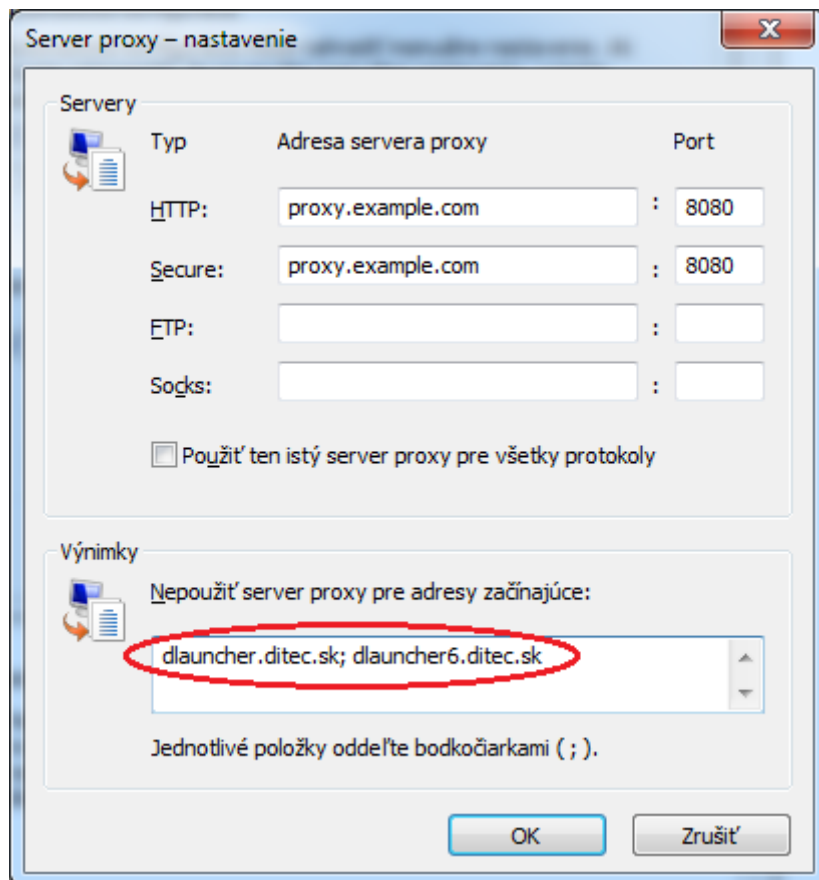 Server proxy – nastavenie
Servery
Typ Adresa servera proxy Port
HTTP: proxy.example.com : 8080
Secure: proxy.example.com : 8080
FTP: :
Socks: :
Použiť ten istý server proxy pre všetky protokoly
Výnimky
Nepoužiť server proxy pre adresy začínajúce:
dlauncher.ditec.sk; dlauncher6.ditec.sk
Jednotlivé položky oddeľte bodkočiarkami ( ; ).
OK Zrušiť